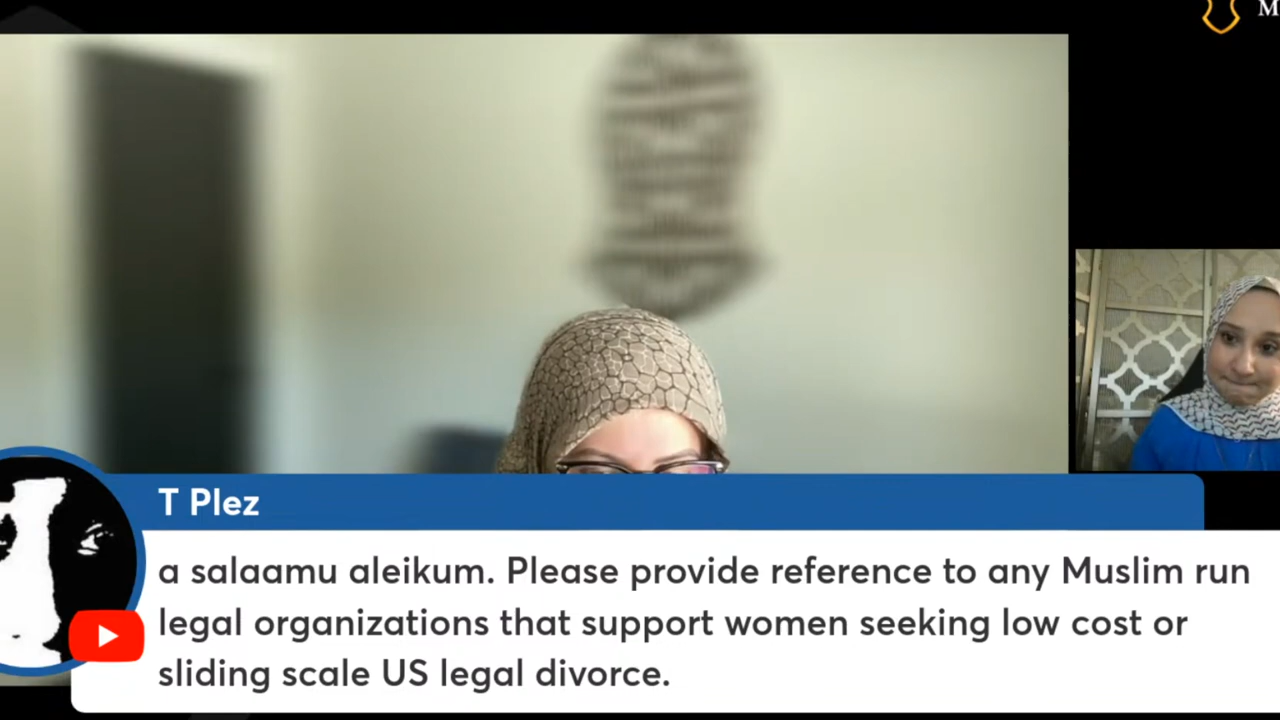 M
T Plez
a salaamu aleikum. Please provide reference to any Muslim run
legal organizations that support women seeking low cost or
sliding scale US legal divorce.